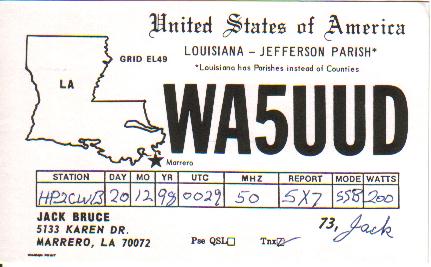 United States of America
LOUISIANA – JEFFERSON PARISH*
*Louisiana has Parishes instead of Counties
GRID EL49
LA
WA5UUD
Marrero
STATION DAY MO YR UTC MHZ REPORT MODE WATTS
HP2CWB 20 12 98 0029 50 5X7 SSB 200
JACK BRUCE
5133 KAREN DR.
MARRERO, LA 70072
Pse QSL Tnx
73, Jack